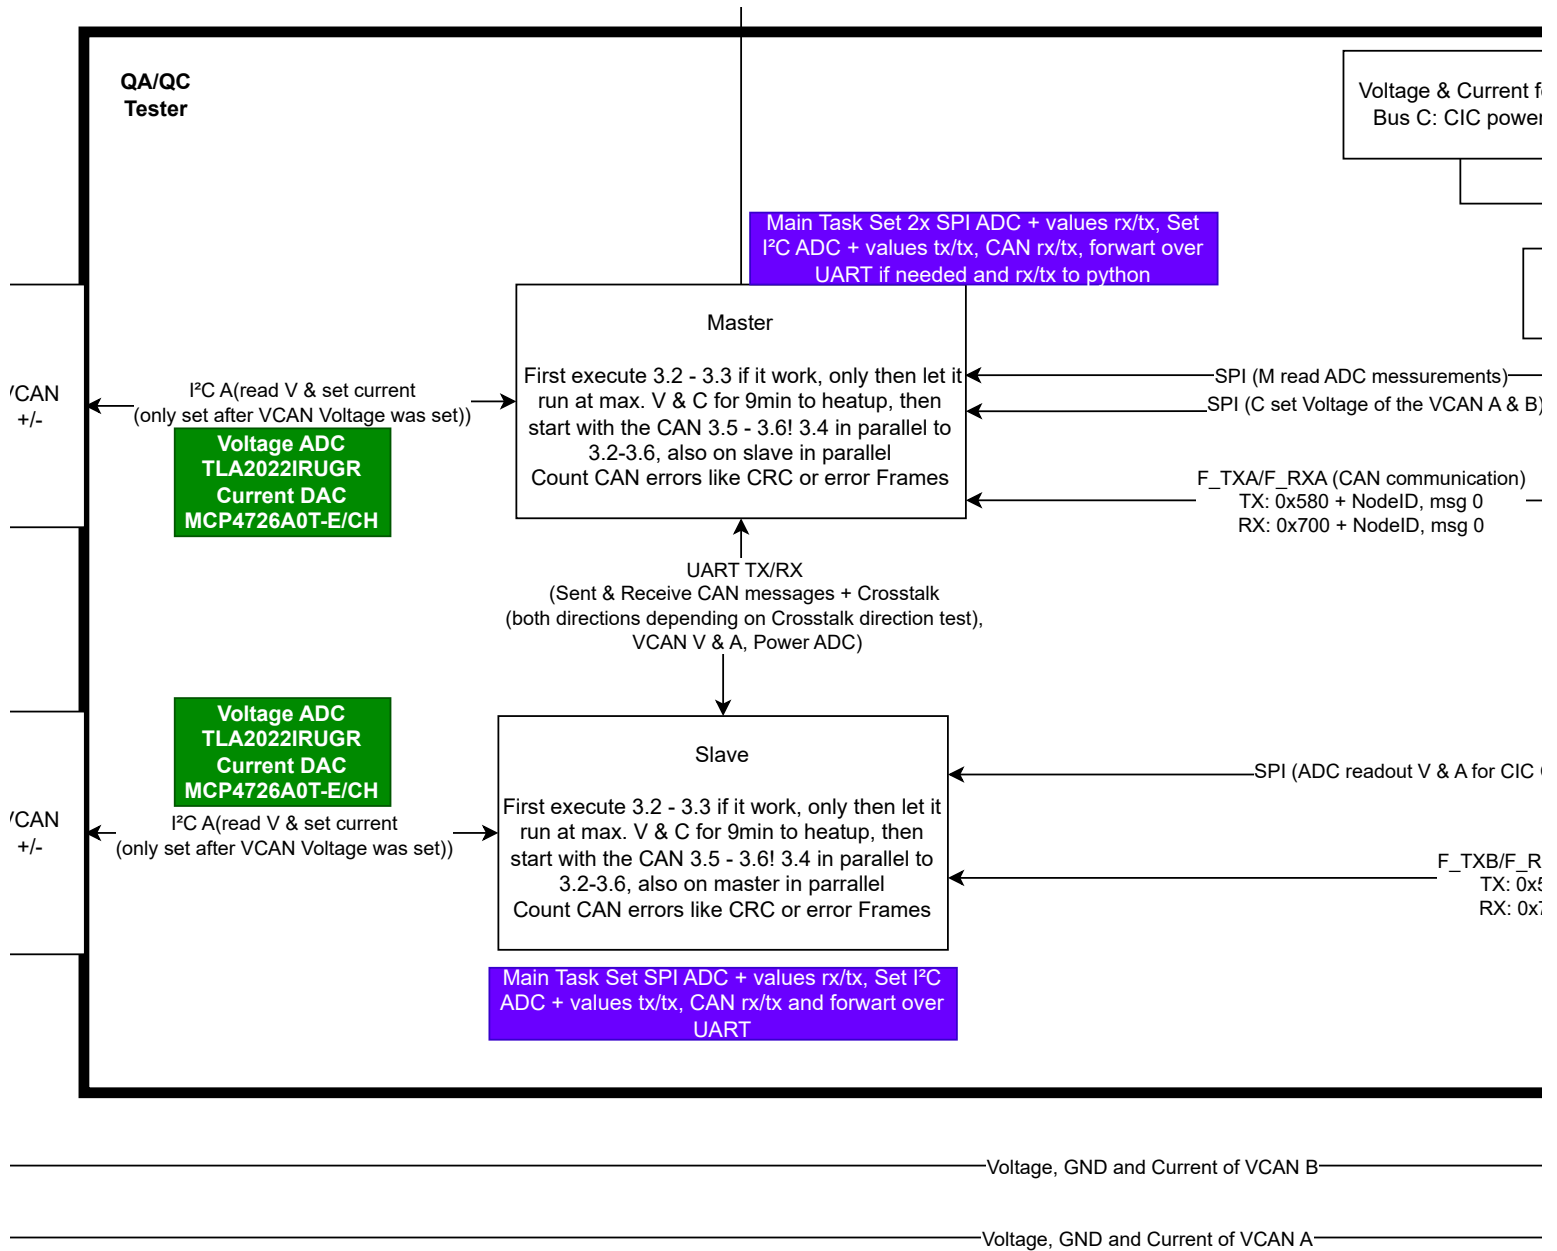 QA/QC
Tester
Voltage & Current
Bus C: CIC power
Main Task Set 2x SPI ADC + values rx/tx, Set
I²C ADC + values tx/tx, CAN rx/tx, forwart over
UART if needed and rx/tx to python
Master
First execute 3.2 - 3.3 if it work, only then let it
run at max. V & C for 9min to heatup, then
start with the CAN 3.5 - 3.6! 3.4 in parallel to
3.2-3.6, also on slave in parallel
Count CAN errors like CRC or error Frames
VCAN
+/-
I²C A(read V & set current
(only set after VCAN Voltage was set))
Voltage ADC
TLA2022IRUGR
Current DAC
MCP4726A0T-E/CH
SPI (M read ADC messurements)
SPI (C set Voltage of the VCAN A & B)
F_TXA/F_RXA (CAN communication)
TX: 0x580 + NodeID, msg 0
RX: 0x700 + NodeID, msg 0
UART TX/RX
(Sent & Receive CAN messages + Crosstalk
(both directions depending on Crosstalk direction test),
VCAN V & A, Power ADC)
Voltage ADC
TLA2022IRUGR
Current DAC
MCP4726A0T-E/CH
VCAN
+/-
I²C A(read V & set current
(only set after VCAN Voltage was set))
Slave
First execute 3.2 - 3.3 if it work, only then let it
run at max. V & C for 9min to heatup, then
start with the CAN 3.5 - 3.6! 3.4 in parallel to
3.2-3.6, also on master in parrallel
Count CAN errors like CRC or error Frames
SPI (ADC readout V & A for CIC
F_TXB/F_R
TX: 0x5
RX: 0x7
Main Task Set SPI ADC + values rx/tx, Set I²C
ADC + values tx/tx, CAN rx/tx and forwart over
UART
Voltage, GND and Current of VCAN B
Voltage, GND and Current of VCAN A